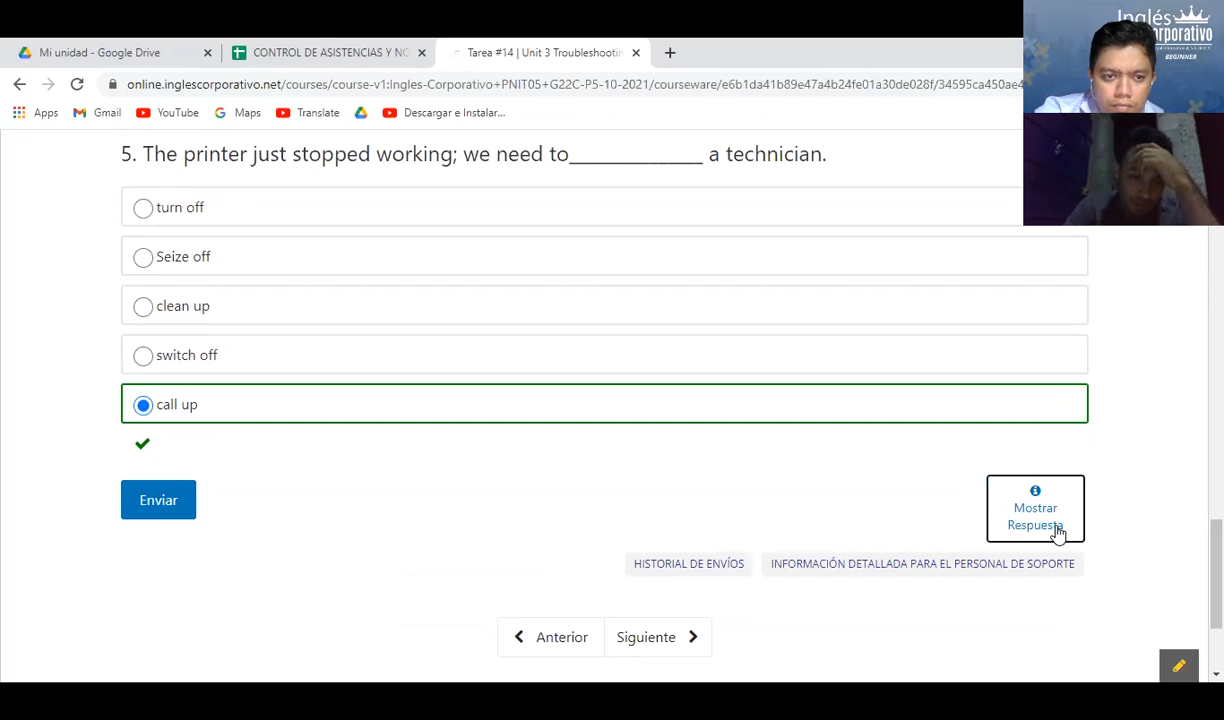 Mi unidad - Google Drive
CONTROL DE ASISTENCIAS Y NO
Tarea #14 | Unit 3 Troubleshootin
online.inglescorporativo.net/courses/course-v1:Ingles-Corporativo+PNIT05+G22C-P5-10-2021/courseware/e6b1da41b89e47a4b24fe01a30de028f/34595ca450ae4
Apps
Gmail
YouTube
Maps
Translate
Descargar e Instalar...
Inglés
BEGINNER
5. The printer just stopped working; we need to______________ a technician.
turn off
Seize off
clean up
switch off
call up
Enviar
Mostrar
Respuesta
HISTORIAL DE ENVÍOS
INFORMACIÓN DETALLADA PARA EL PERSONAL DE SOPORTE
Anterior
Siguiente